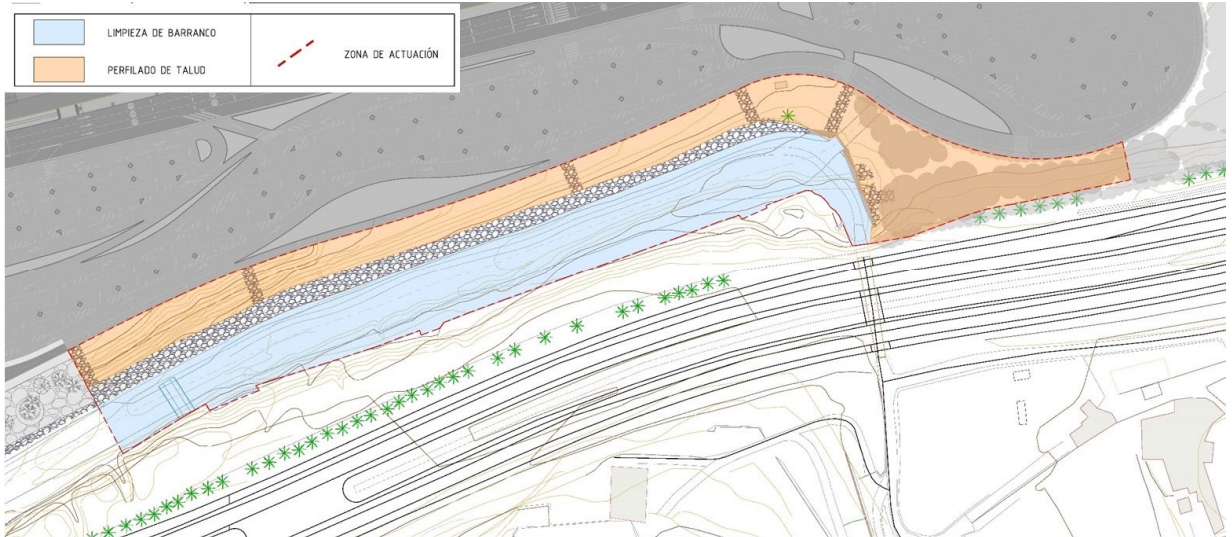 LIMPIEZA DE BARRANCO
PERFILADO DE TALUD
ZONA DE ACTUACIÓN